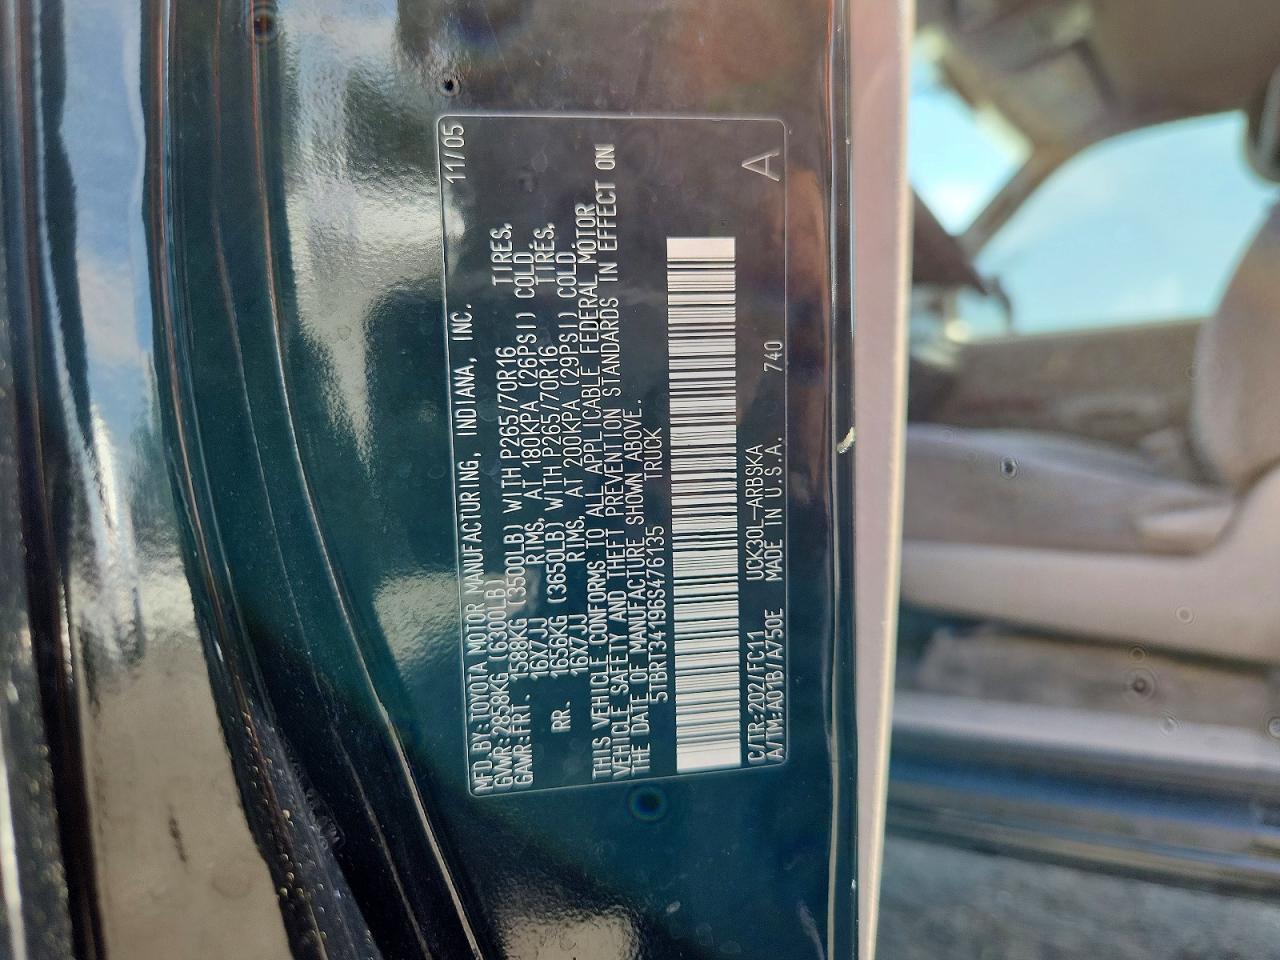 MFD. BY: TOYOTA MOTOR MANUFACTURING, INDIANA, INC. 11/05
GVWR: 2858KG (6300LB)
GAWR: FRT. 1588KG (3500LB) WITH P265/70R16 TIRES,
16X7JJ RIMS, AT 180KPA (26PSI) COLD.
RR. 1656KG (3650LB) WITH P265/70R16 TIRES,
16X7JJ RIMS, AT 200KPA (29PSI) COLD.
THIS VEHICLE CONFORMS TO ALL APPLICABLE FEDERAL MOTOR
VEHICLE SAFETY AND THEFT PREVENTION STANDARDS IN EFFECT ON
THE DATE OF MANUFACTURE SHOWN ABOVE.
5TBRT34196S476135 TRUCK
C/TR: 202/FC11 UCK30L-ARBSKA
A/TM: A01B/A750E MADE IN U.S.A. 740 A